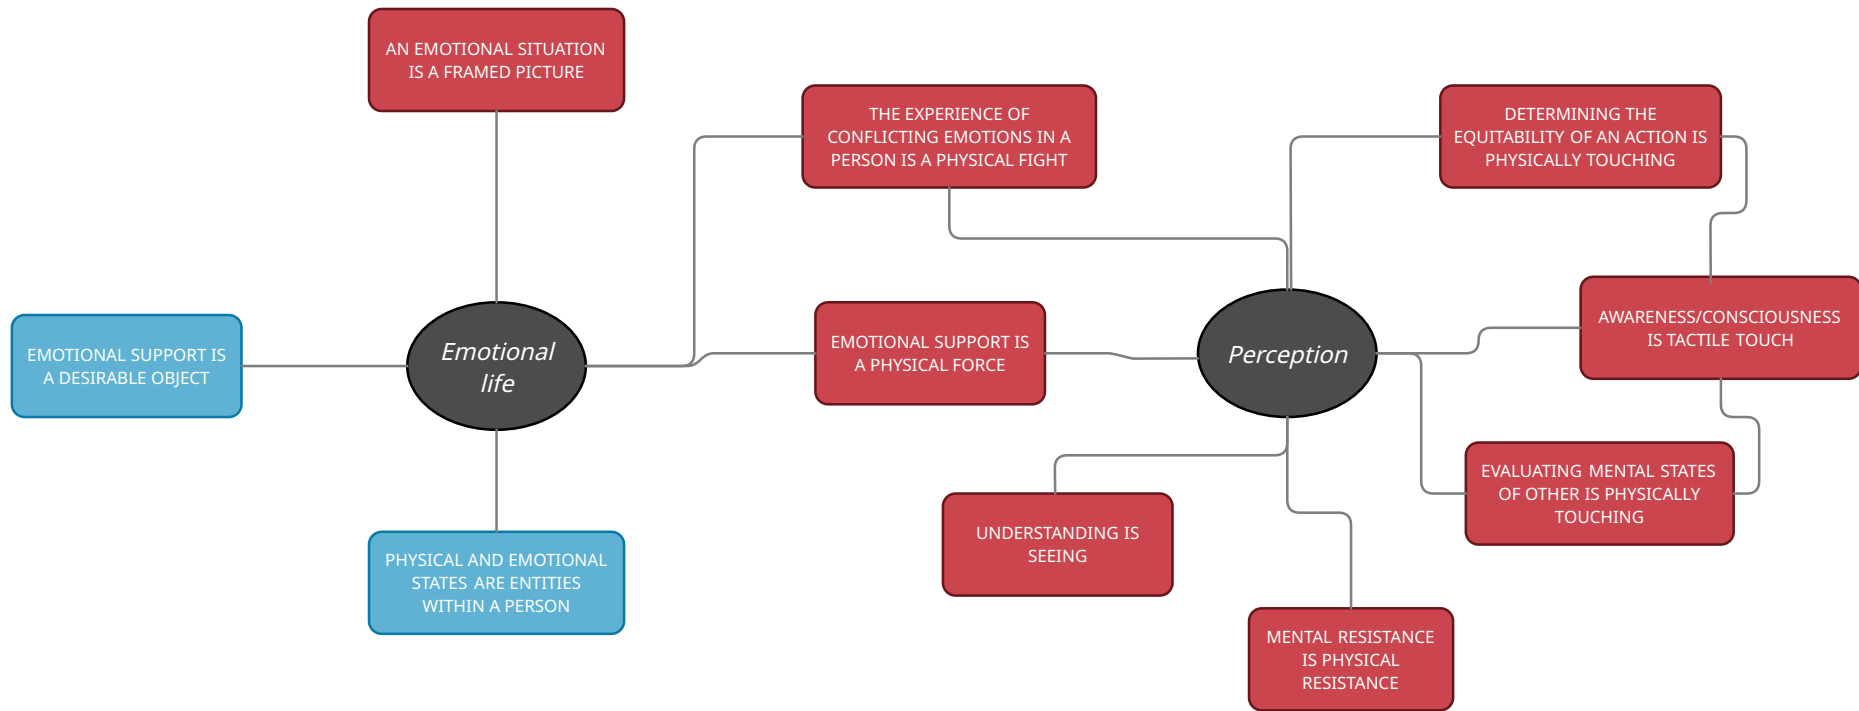 AN EMOTIONAL SITUATION
IS A FRAMED PICTURE
THE EXPERIENCE OF
CONFLICTING EMOTIONS IN A
PERSON IS A PHYSICAL FIGHT
DETERMINING THE
EQUITABILITY OF AN ACTION IS
PHYSICALLY TOUCHING
EMOTIONAL SUPPORT IS
A DESIRABLE OBJECT
Emotional
life
EMOTIONAL SUPPORT IS
A PHYSICAL FORCE
Perception
AWARENESS/CONSCIOUSNESS
IS TACTILE TOUCH
PHYSICAL AND EMOTIONAL
STATES ARE ENTITIES
WITHIN A PERSON
UNDERSTANDING IS
SEEING
EVALUATING MENTAL STATES
OF OTHER IS PHYSICALLY
TOUCHING
MENTAL RESISTANCE
IS PHYSICAL
RESISTANCE